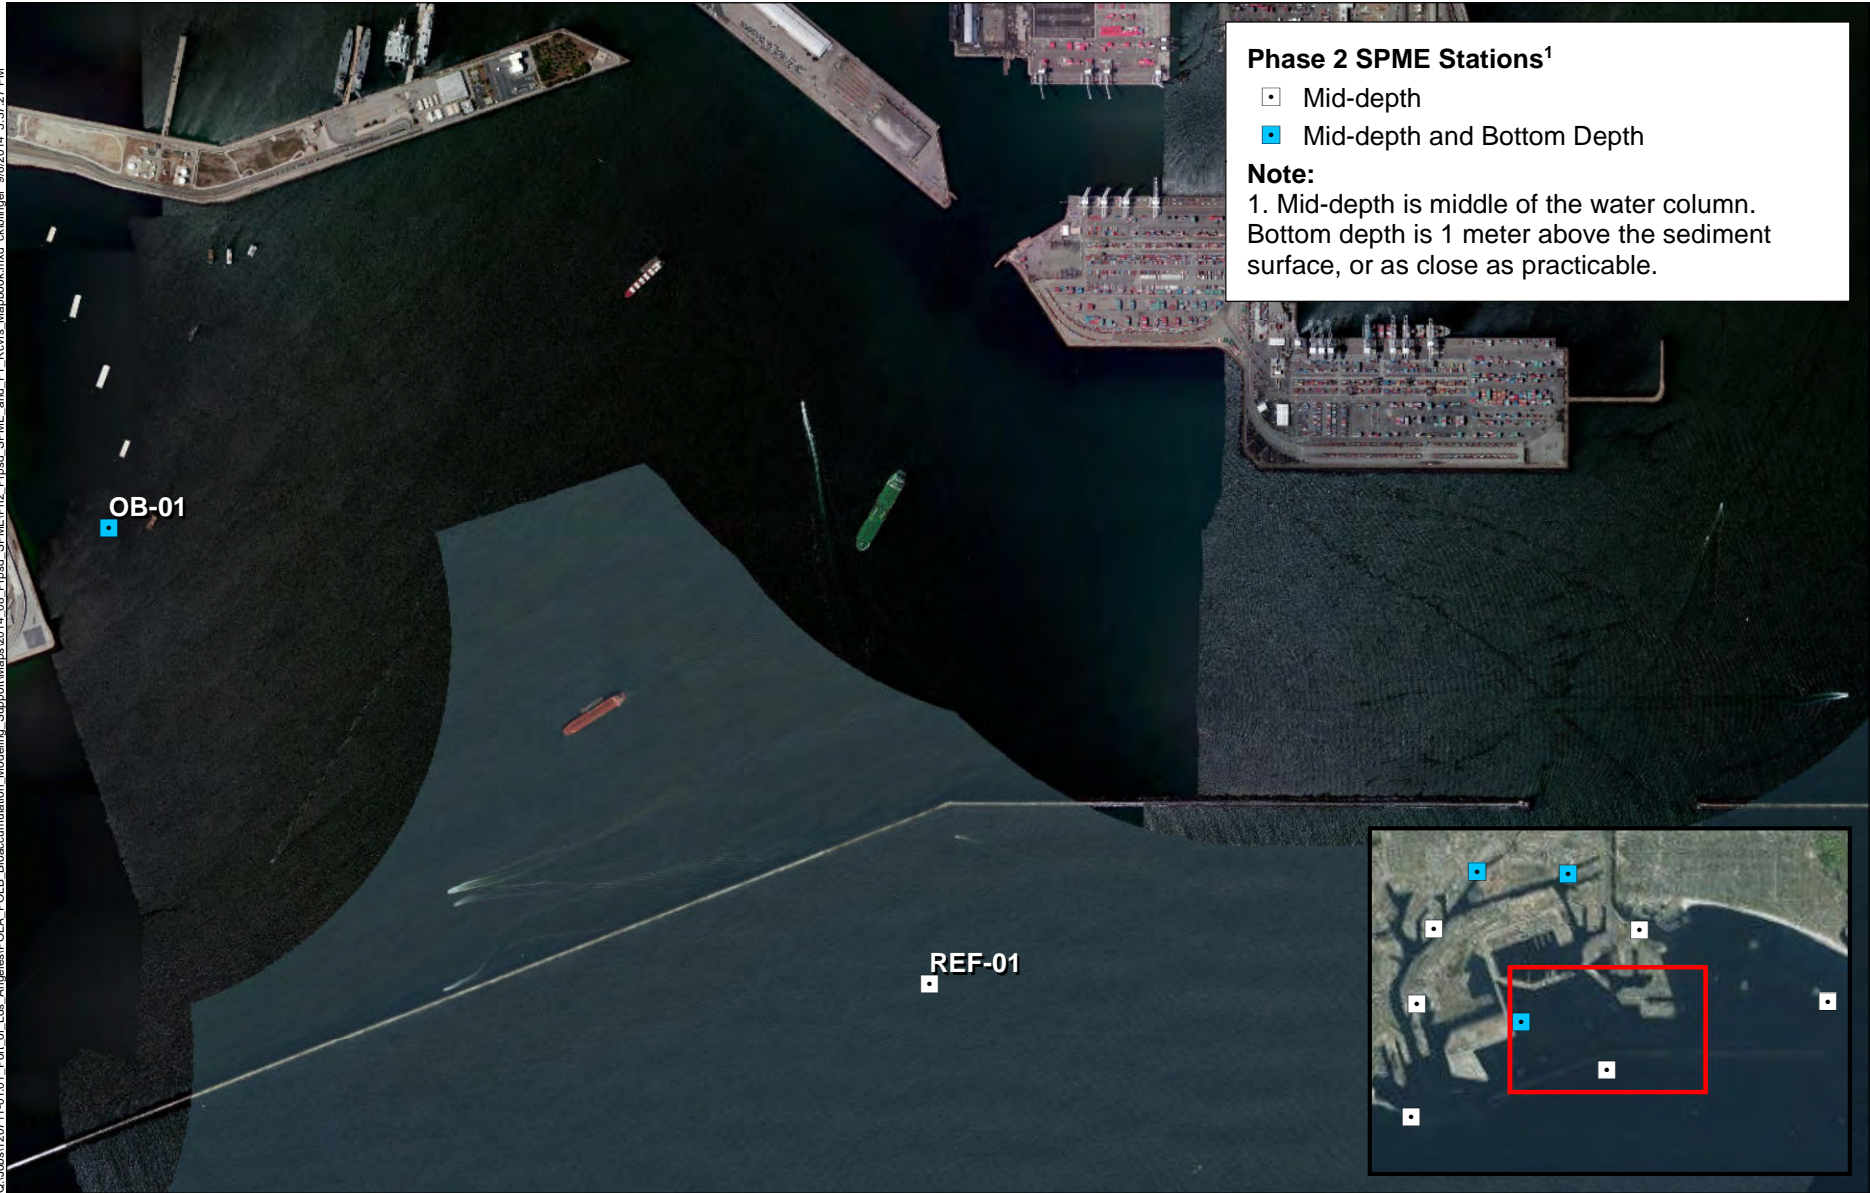 Phase 2 SPME Stations¹
Mid-depth
Mid-depth and Bottom Depth
Note:
1. Mid-depth is middle of the water column.
Bottom depth is 1 meter above the sediment
surface, or as close as practicable.
OB-01
REF-01